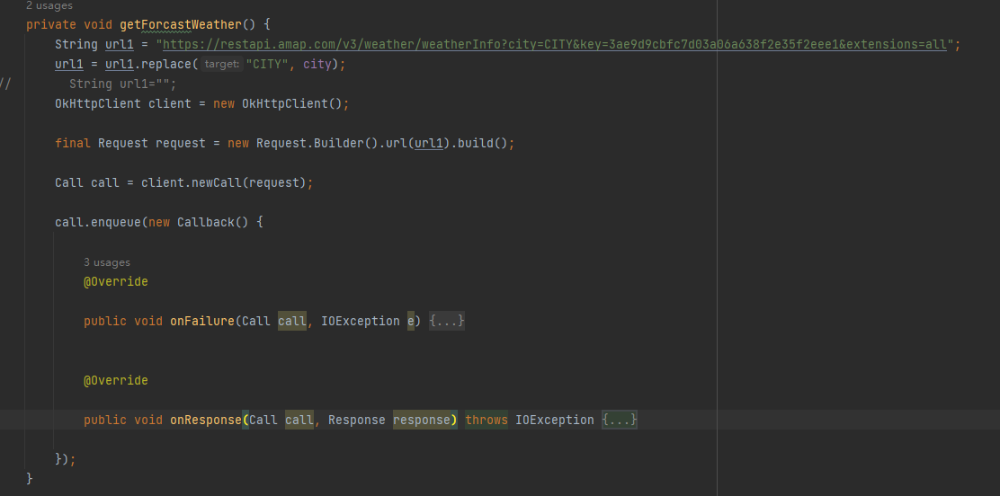 2 usages
private void getForcastWeather() {
String url1 = "https://restapi.amap.com/v3/weather/weatherInfo?city=CITY&key=3ae9d9cbfc7d03a06a638f2e35f2eee1&extensions=all";
url1 = url1.replace( target: "CITY", city);
// String url1="";
OkHttpClient client = new OkHttpClient();
final Request request = new Request.Builder().url(url1).build();
Call call = client.newCall(request);
call.enqueue(new Callback() {
3 usages
@Override
public void onFailure(Call call, IOException e) {...}
@Override
public void onResponse(Call call, Response response) throws IOException {...}
});
}